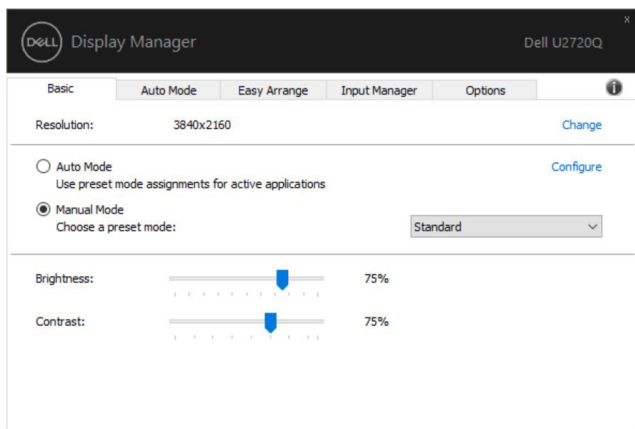 x
DELL Display Manager Dell U2720Q
Basic Auto Mode Easy Arrange Input Manager Options i
Resolution: 3840x2160 Change
Auto Mode Configure
Use preset mode assignments for active applications
Manual Mode
Choose a preset mode: Standard
Brightness: 75%
Contrast: 75%